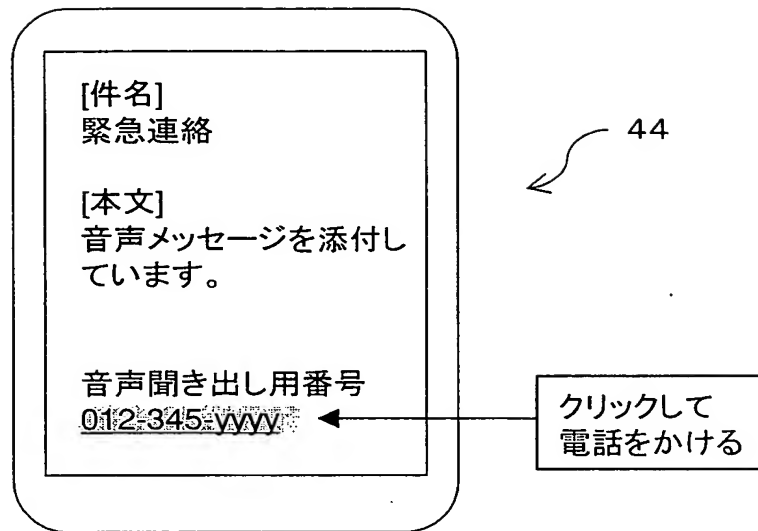 [件名]
緊急連絡
[本文]
音声メッセージを添付し
ています。
音声聞き出し用番号
012-345-yyyy
44
クリックして
電話をかける